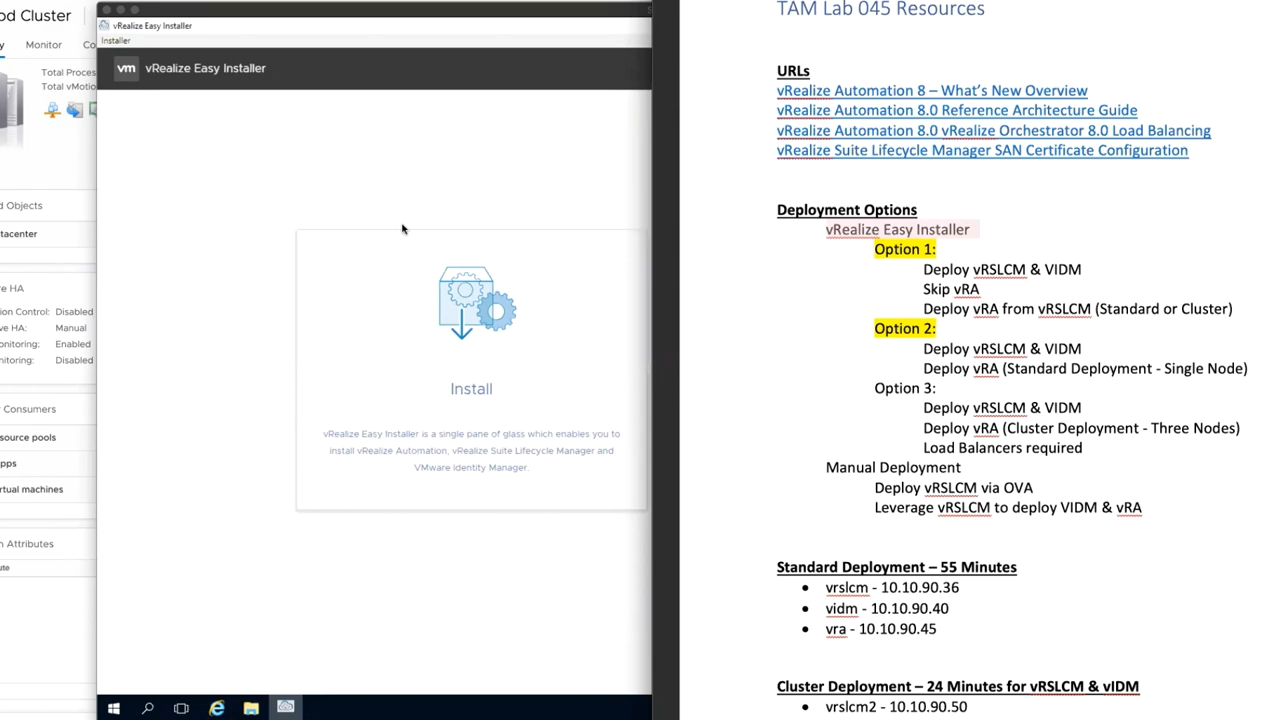 od Cluster
y Monitor Co
Total Proces
Total vMotion
d Objects
tacenter
re HA
ion Control: Disabled
ve HA: Manual
onitoring: Enabled
nitoring: Disabled
Consumers
source pools
pps
rtual machines
n Attributes
ute
vRealize Easy Installer
Installer
vm vRealize Easy Installer
Install
vRealize Easy Installer is a single pane of glass which enables you to
install vRealize Automation, vRealize Suite Lifecycle Manager and
VMware Identity Manager.
TAM Lab 045 Resources
URLs
vRealize Automation 8 – What's New Overview
vRealize Automation 8.0 Reference Architecture Guide
vRealize Automation 8.0 vRealize Orchestrator 8.0 Load Balancing
vRealize Suite Lifecycle Manager SAN Certificate Configuration
Deployment Options
vRealize Easy Installer
Option 1:
Deploy vRSLCM & VIDM
Skip vRA
Deploy vRA from vRSLCM (Standard or Cluster)
Option 2:
Deploy vRSLCM & VIDM
Deploy vRA (Standard Deployment - Single Node)
Option 3:
Deploy vRSLCM & VIDM
Deploy vRA (Cluster Deployment - Three Nodes)
Load Balancers required
Manual Deployment
Deploy vRSLCM via OVA
Leverage vRSLCM to deploy VIDM & vRA
Standard Deployment – 55 Minutes
• vrslcm - 10.10.90.36
• vidm - 10.10.90.40
• vra - 10.10.90.45
Cluster Deployment – 24 Minutes for vRSLCM & vIDM
• vrslcm2 - 10.10.90.50